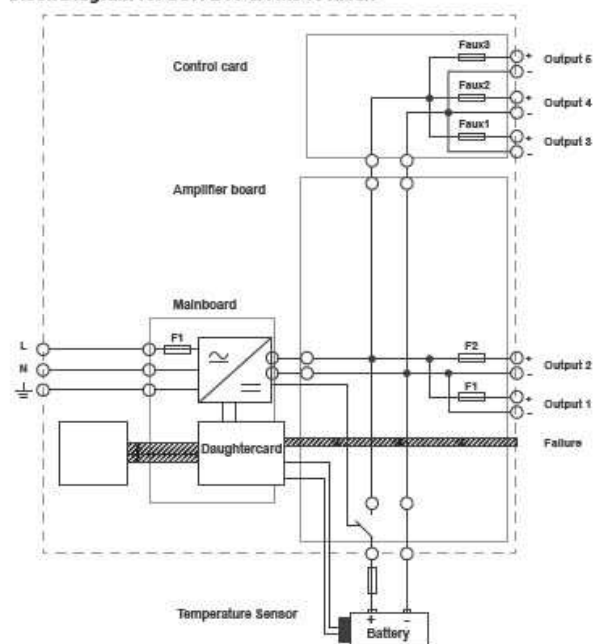 Faux3
+ Output 5
-
Control card
Faux2
+ Output 4
-
Faux1
+ Output 3
-
Amplifier board
Mainboard
L
F1
F2
+ Output 2
N
-
F1
+ Output 1
-
Daughtercard
Failure
Temperature Sensor
+ -
Battery